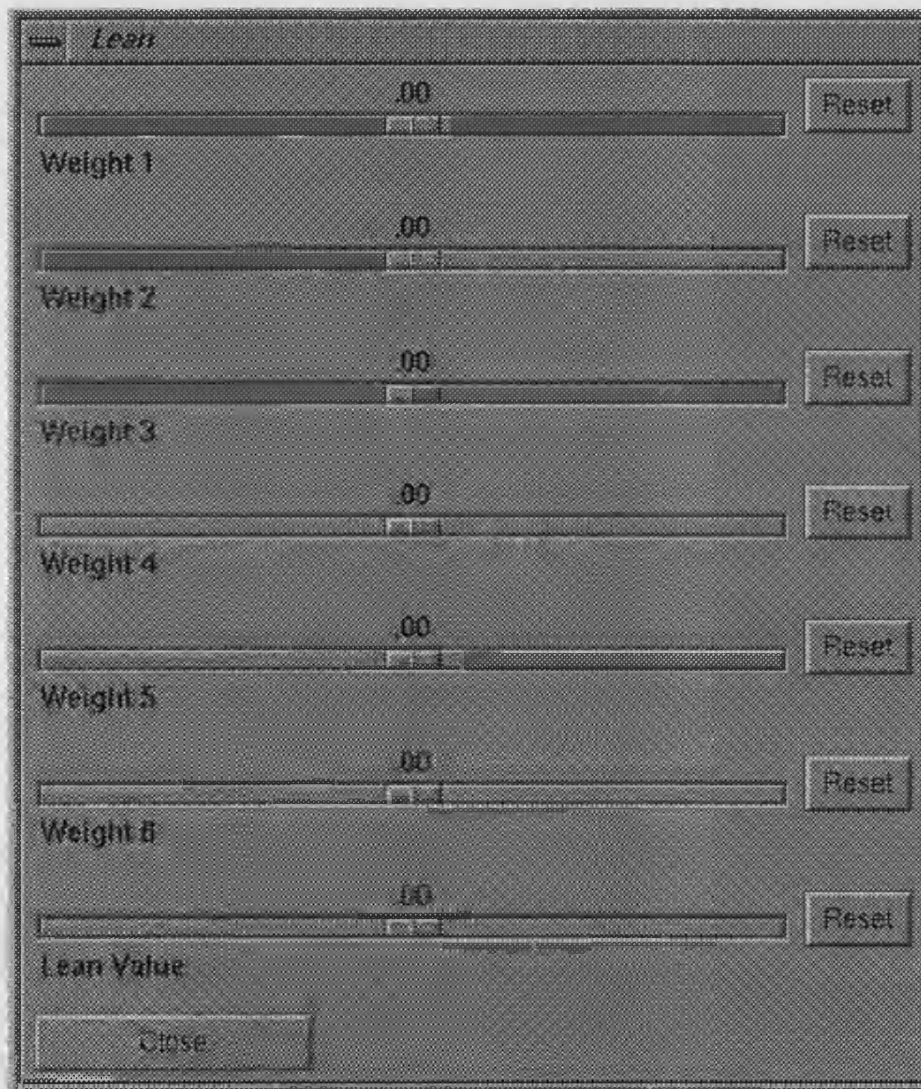 Lean
.00
Reset
Weight 1
.00
Reset
Weight 2
.00
Reset
Weight 3
.00
Reset
Weight 4
.00
Reset
Weight 5
.00
Reset
Weight 6
.00
Reset
Lean Value
Close